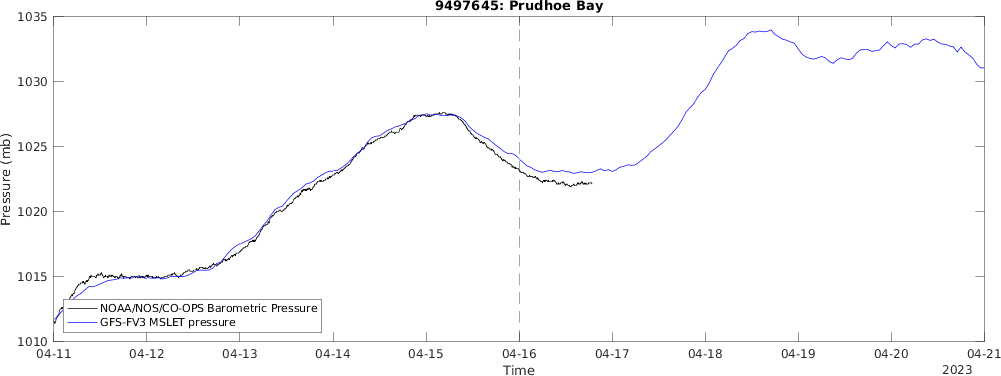 9497645: Prudhoe Bay
Pressure (mb)
1035
1030
1025
1020
1015
1010
NOAA/NOS/CO-OPS Barometric Pressure
GFS-FV3 MSLET pressure
04-11 04-12 04-13 04-14 04-15 04-16 04-17 04-18 04-19 04-20 04-21
Time
2023